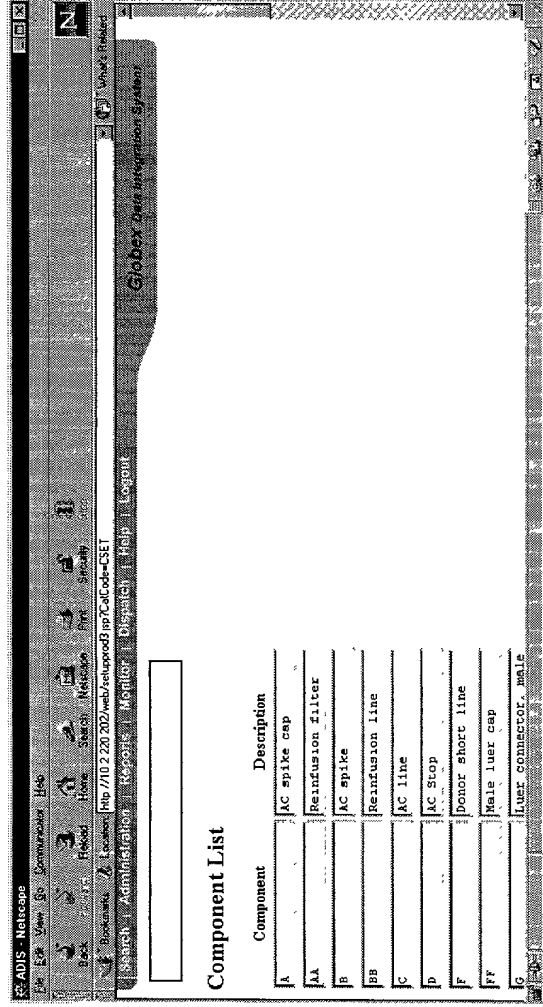 ADIS - Netscape
File Edit View Go Communicator Help
Back Reload Home Search Netscape Print Security
Bookmarks Location: http //10 2 220 202/web/setupprod3 jsp?CatCode=CSET What's Related
Search | Administration | Reports | Monitor | Dispatch | Help | Logout
Globex Data Integration System
Component List
Component Description
A AC spike cap
AA Reinfusion filter
B AC spike
BB Reinfusion line
C AC line
D AC Stop
F Donor short line
FF Male luer cap
G Luer connector, male